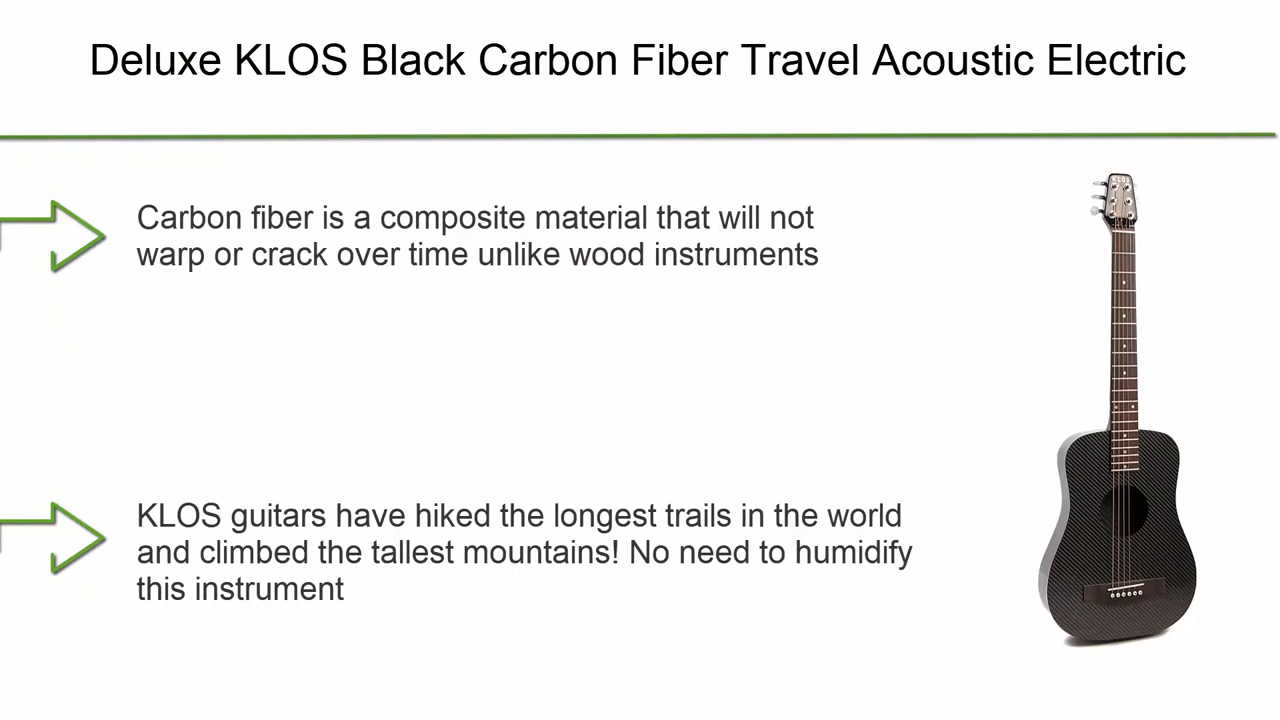 Deluxe KLOS Black Carbon Fiber Travel Acoustic Electric
Carbon fiber is a composite material that will not
warp or crack over time unlike wood instruments
KLOS guitars have hiked the longest trails in the world
and climbed the tallest mountains! No need to humidify
this instrument
KLOS